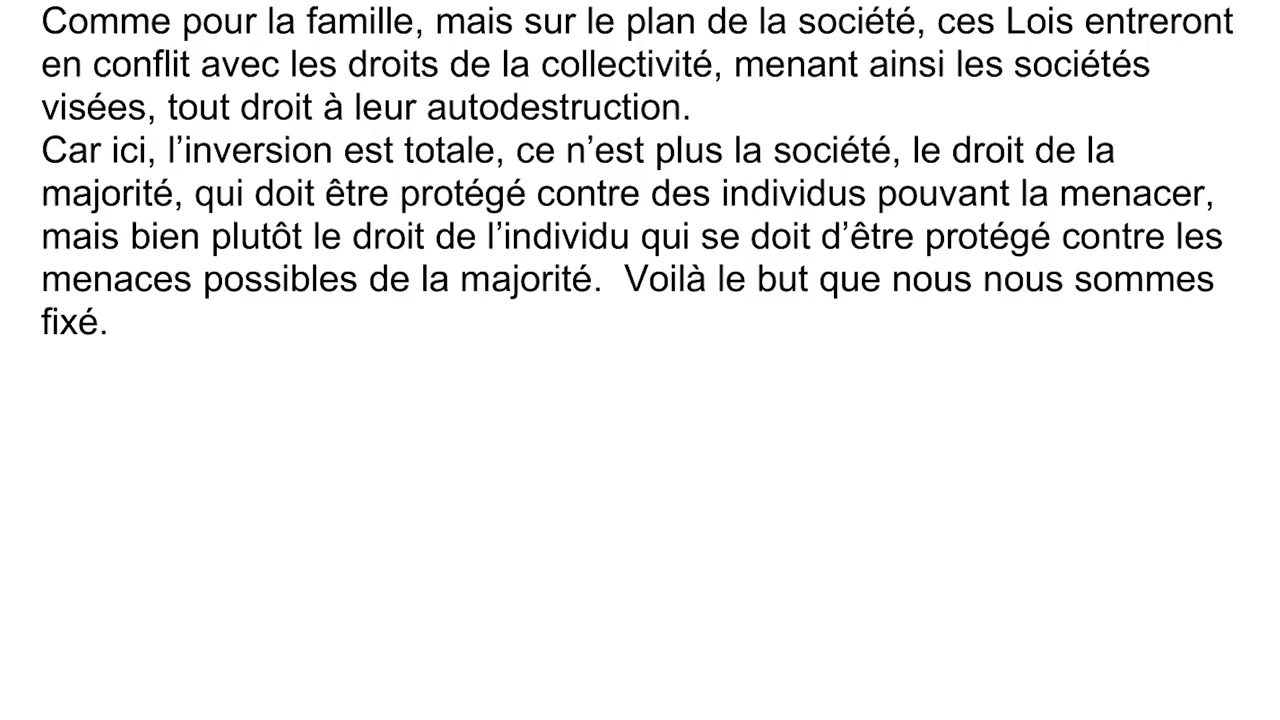 Comme pour la famille, mais sur le plan de la société, ces Lois entreront
en conflit avec les droits de la collectivité, menant ainsi les sociétés
visées, tout droit à leur autodestruction.
Car ici, l’inversion est totale, ce n’est plus la société, le droit de la
majorité, qui doit être protégé contre des individus pouvant la menacer,
mais bien plutôt le droit de l’individu qui se doit d’être protégé contre les
menaces possibles de la majorité.  Voilà le but que nous nous sommes
fixé.